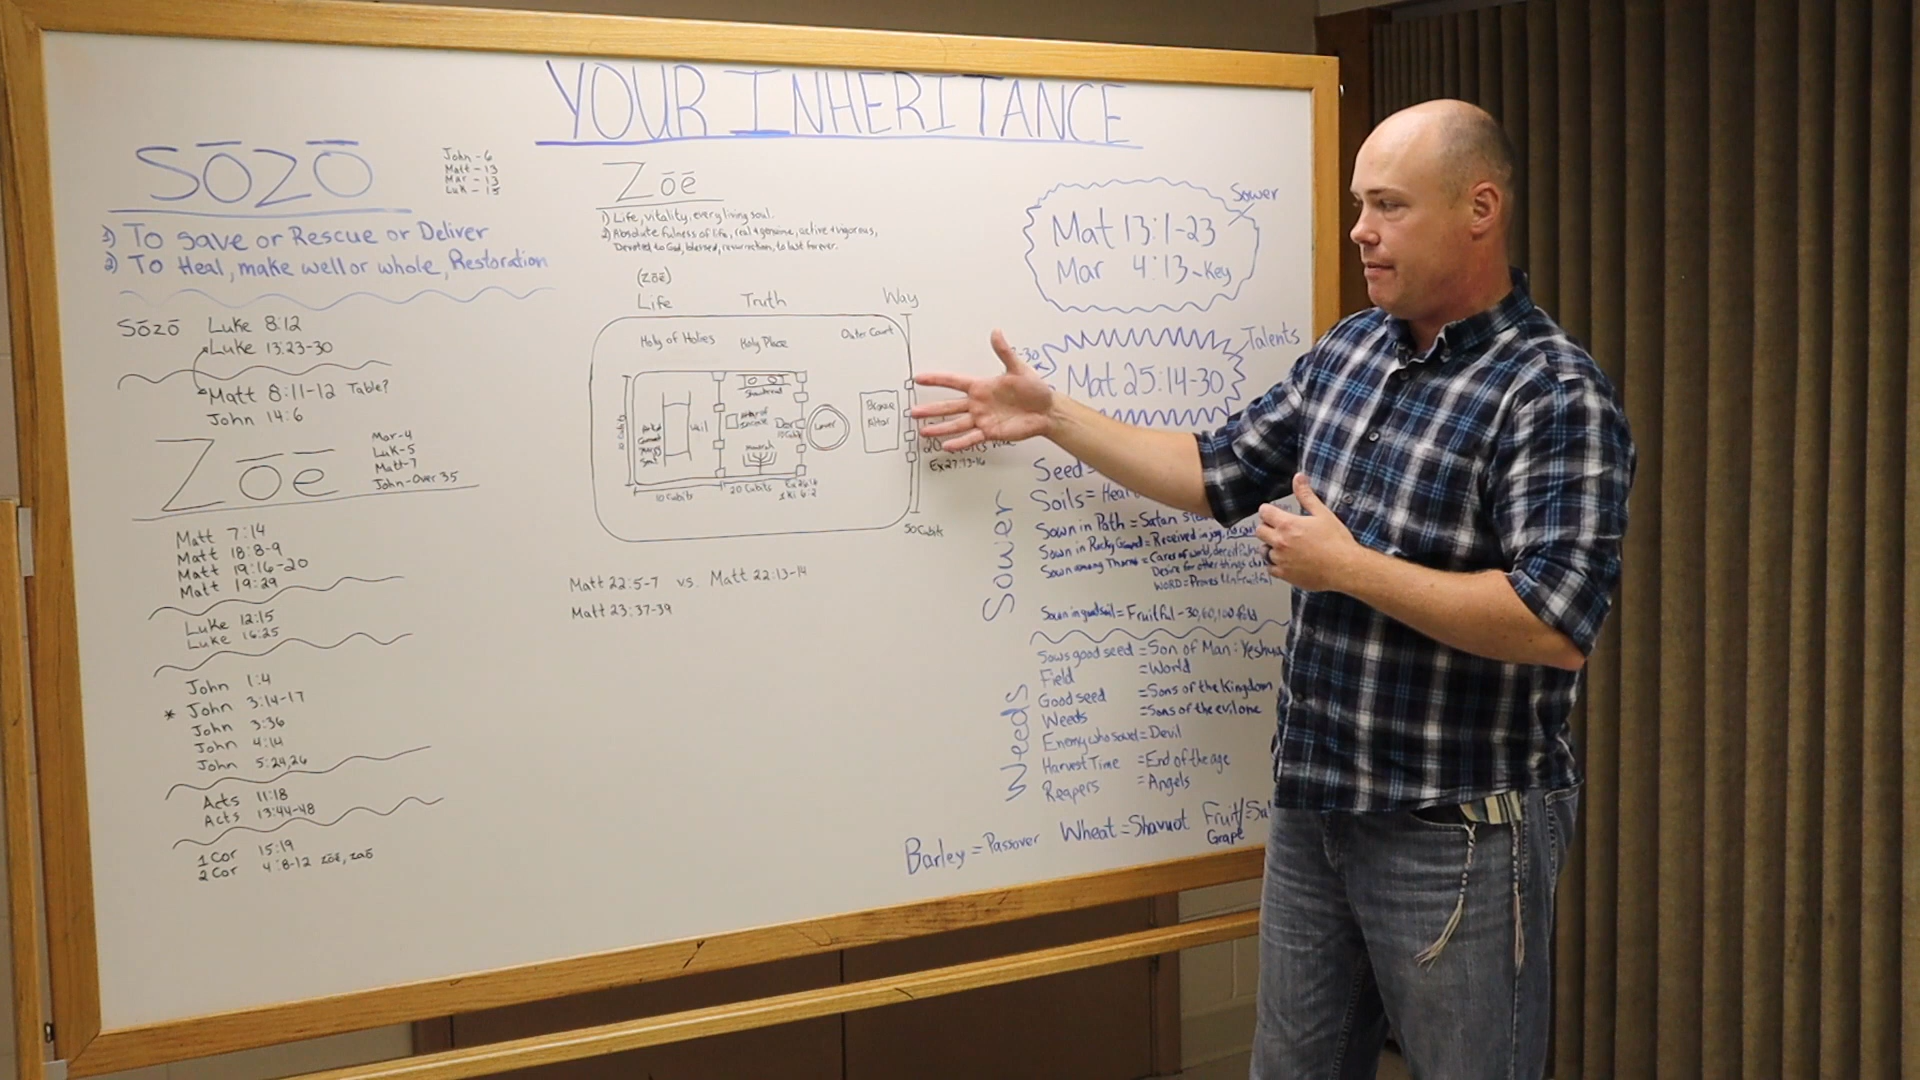 YOUR INHERITANCE
SōZō
John - 6
Matt - 13
Mar - 13
Luk - 15
1) To save or Rescue or Deliver
2) To Heal, make well or whole, Restoration
Sōzō Luke 8:12
Luke 13:23-30
Matt 8:11-12 Table?
John 14:6
Zōē
Mar-4
Luk-5
Matt-7
John-Over 35
Matt 7:14
Matt 18:8-9
Matt 19:16-20
Matt 19:29
Luke 12:15
Luke 16:25
John 1:4
* John 3:14-17
John 3:36
John 4:14
John 5:24,26
Acts 11:18
Acts 13:44-48
1 Cor 15:19
2 Cor 4:8-12 zōē, zaō
Zōē
1) Life, vitality, every living soul.
2) Absolute fulness of life, real & genuine, active & vigorous,
Devoted to God, blessed, resurrection, to last forever.
(zōē)
Life Truth Way
Holy of Holies Holy Place Outer Court
10 Cubits
Vail
Showbread
Altar of
Incense
Menorah
Door
10 Cubits
Laver
Bronze
Altar
10 Cubits 20 Cubits
1 Ki 6:2
50 Cubits
Ex 27:13-16
Matt 22:5-7 vs. Matt 22:13-14
Matt 23:37-39
Sower
Mat 13:1-23
Mar 4:13 - Key
Talents
Mat 25:14-30
Sower
Seed=
Soils=
Sown in Path = Satan
Sown in Rocky Ground = Received in joy,
Sown among Thorns = Cares of world,
Desire for other things
WORD = Proves Unfruitful
Sown in good soil = Fruitful - 30, 60, 100 fold
Weeds
Sows good seed = Son of Man: Yeshua
Field = World
Good seed = Sons of the Kingdom
Weeds = Sons of the evil one
Enemy who sowed = Devil
Harvest Time = End of the age
Reapers = Angels
Barley = Passover Wheat = Shavuot Fruit/
Grape